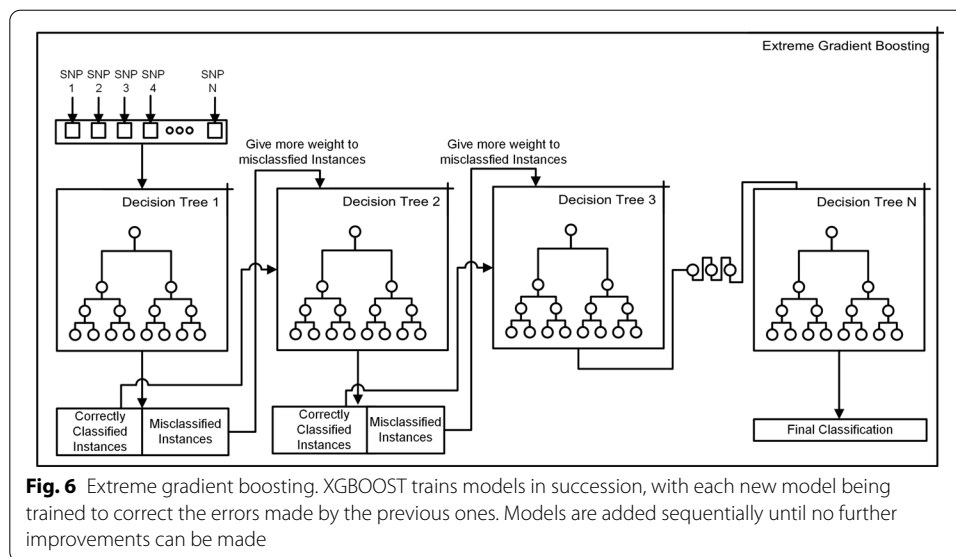 Extreme Gradient Boosting
SNP 1
SNP 2
SNP 3
SNP 4
SNP N
Give more weight to
misclassfied Instances
Give more weight to
misclassfied Instances
Decision Tree 1
Decision Tree 2
Decision Tree 3
Decision Tree N
Correctly
Classified
Instances
Misclassified
Instances
Correctly
Classified
Instances
Misclassified
Instances
Final Classification
Fig. 6 Extreme gradient boosting. XGBOOST trains models in succession, with each new model being
trained to correct the errors made by the previous ones. Models are added sequentially until no further
improvements can be made